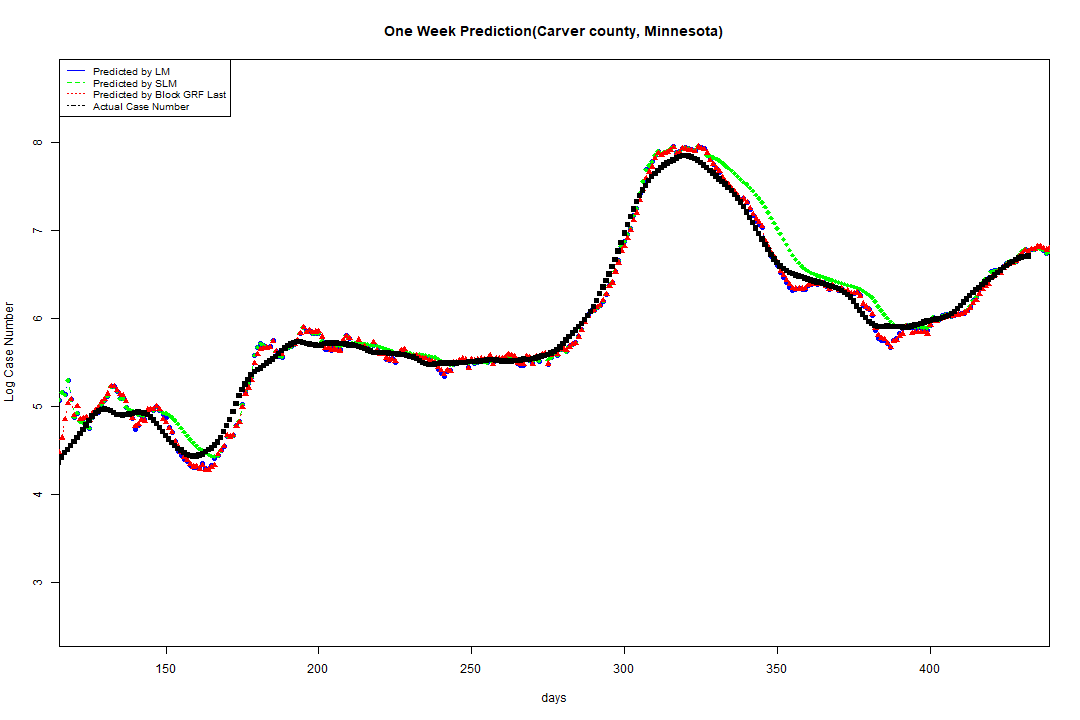 One Week Prediction(Carver county, Minnesota)
Predicted by LM
Predicted by SLM
Predicted by Block GRF Last
Actual Case Number
Log Case Number
8
7
6
5
4
3
150 200 250 300 350 400
days